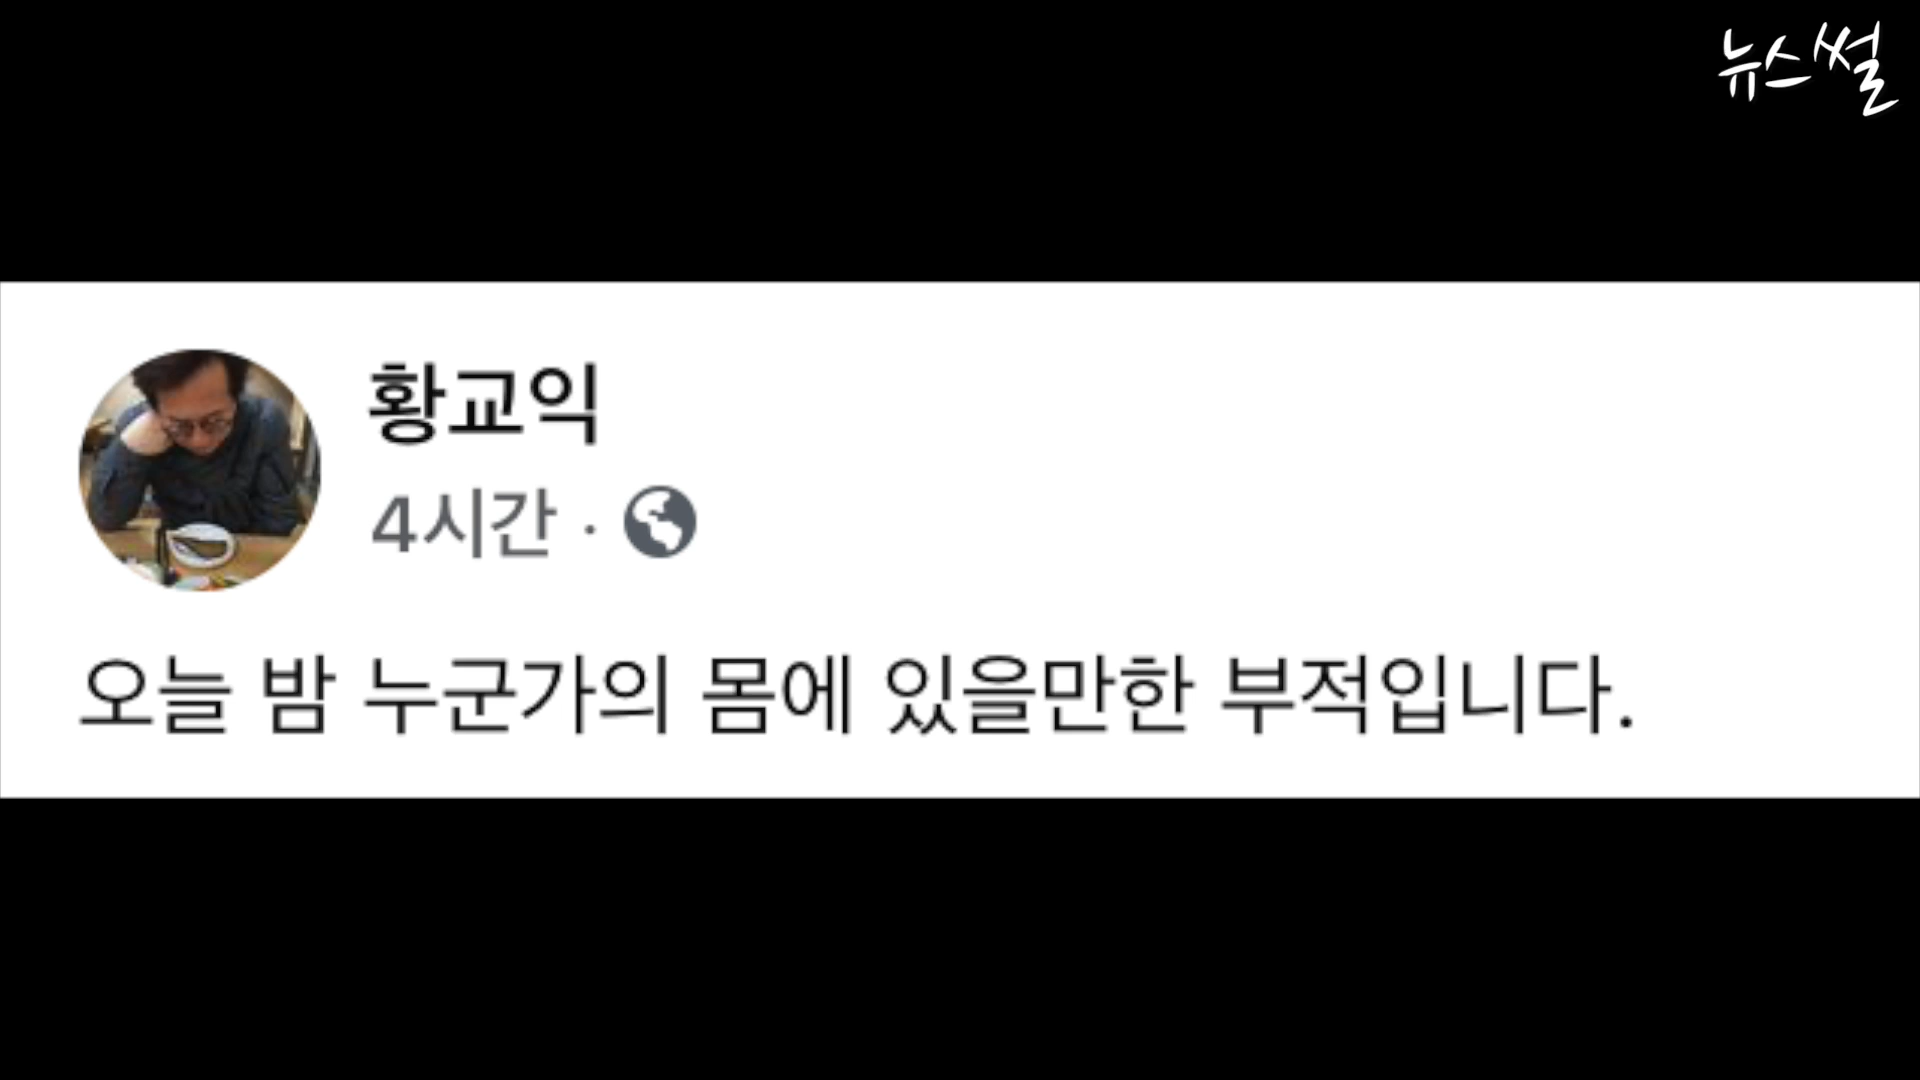 뉴스썰
황교익
4시간 ·
오늘 밤 누군가의 몸에 있을만한 부적입니다.